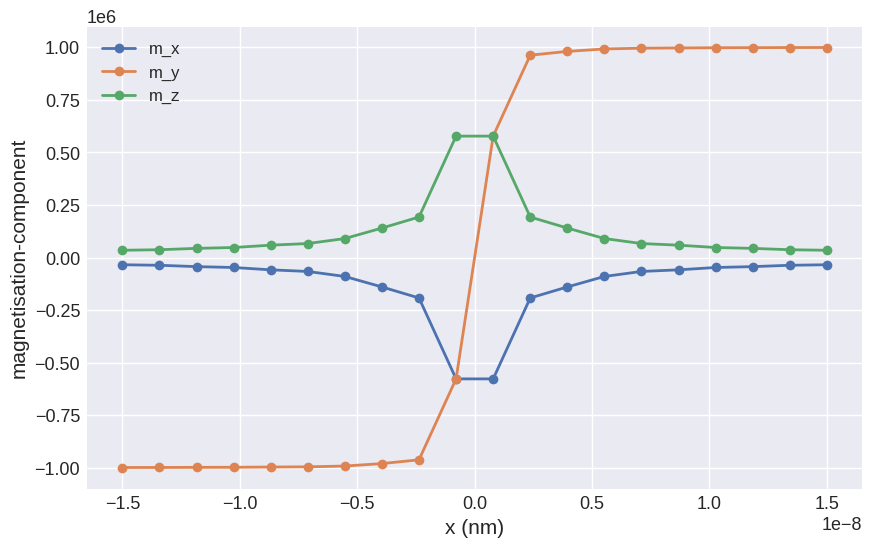 1e6
m_x
m_y
m_z
1.00
0.75
0.50
0.25
0.00
−0.25
−0.50
−0.75
−1.00
magnetisation-component
−1.5 −1.0 −0.5 0.0 0.5 1.0 1.5
x (nm)
1e−8